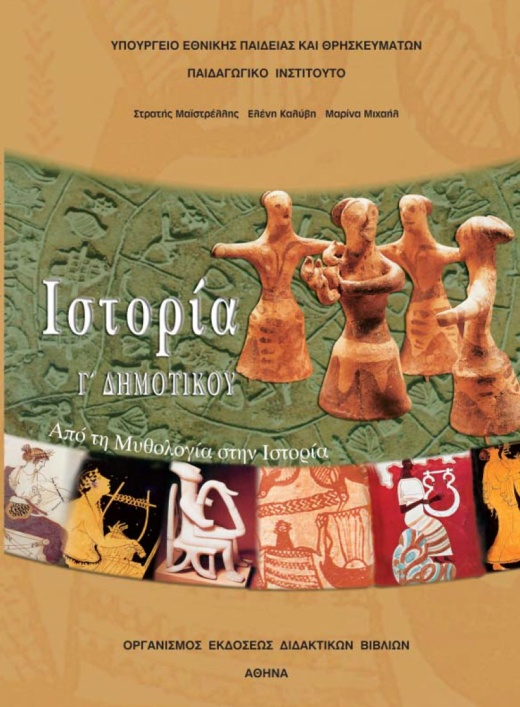 ΥΠΟΥΡΓΕΙΟ ΕΘΝΙΚΗΣ ΠΑΙΔΕΙΑΣ ΚΑΙ ΘΡΗΣΚΕΥΜΑΤΩΝ
ΠΑΙΔΑΓΩΓΙΚΟ ΙΝΣΤΙΤΟΥΤΟ
Στρατής Μαϊστρέλλης Ελένη Καλύβη Μαρίνα Μιχαήλ
Ιστορία
Γ΄ ΔΗΜΟΤΙΚΟΥ
Από τη Μυθολογία στην Ιστορία
ΟΡΓΑΝΙΣΜΟΣ ΕΚΔΟΣΕΩΣ ΔΙΔΑΚΤΙΚΩΝ ΒΙΒΛΙΩΝ
ΑΘΗΝΑ